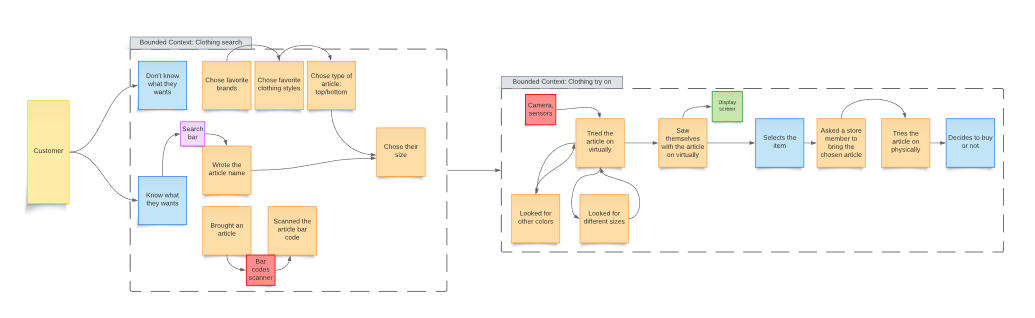 Bounded Context: Clothing search
Don't know
what they
wants
Chose favorite
brands
Chose favorite
clothing styles
Chose type of
article:
top/bottom
Customer
Search
bar
Wrote the
article name
Chose their
size
Know what
they wants
Brought an
article
Scanned the
article bar
code
Bar
codes
scanner
Bounded Context: Clothing try on
Camera,
sensors
Display
screen
Tried the
article on
virtually
Saw
themselves
with the article
on virtually
Selects the
item
Asked a store
member to
bring the
chosen article
Tries the
article on
physically
Decides to buy
or not
Looked for
other colors
Looked for
different sizes